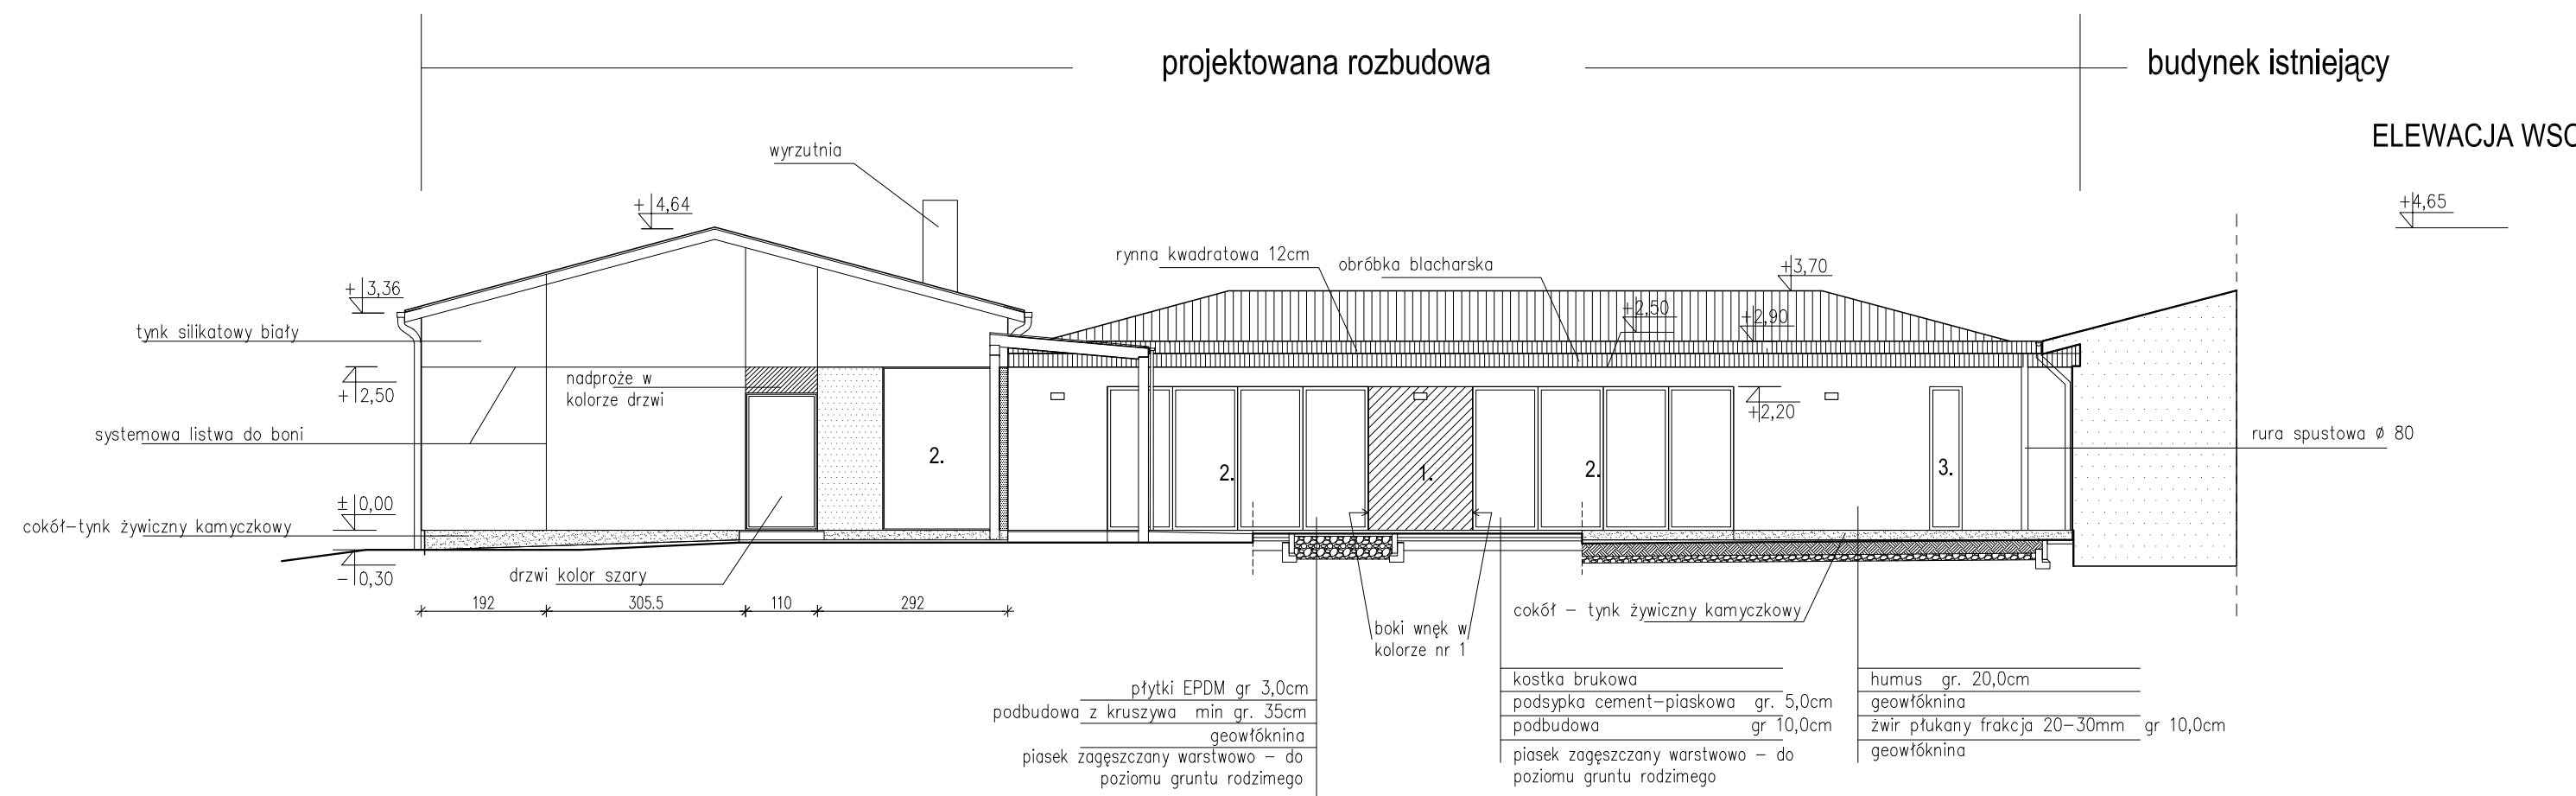 projektowana rozbudowa
budynek istniejący
ELEWACJA WSC
wyrzutnia
+4,64
+4,65
rynna kwadratowa 12cm
obróbka blacharska
+3,70
+3,36
+2,50
+2,90
tynk silikatowy biały
nadproże w
kolorze drzwi
+2,50
+2,20
systemowa listwa do boni
rura spustowa ø 80
2.
2.
1.
2.
3.
±0,00
cokół-tynk żywiczny kamyczkowy
-0,30
drzwi kolor szary
192
305.5
110
292
cokół - tynk żywiczny kamyczkowy
boki wnęk w
kolorze nr 1
płytki EPDM gr 3,0cm
podbudowa z kruszywa min gr. 35cm
geowłóknina
piasek zagęszczany warstwowo - do
poziomu gruntu rodzimego
kostka brukowa
podsypka cement-piaskowa gr. 5,0cm
podbudowa gr 10,0cm
piasek zagęszczany warstwowo - do
poziomu gruntu rodzimego
humus gr. 20,0cm
geowłóknina
żwir płukany frakcja 20-30mm gr 10,0cm
geowłóknina